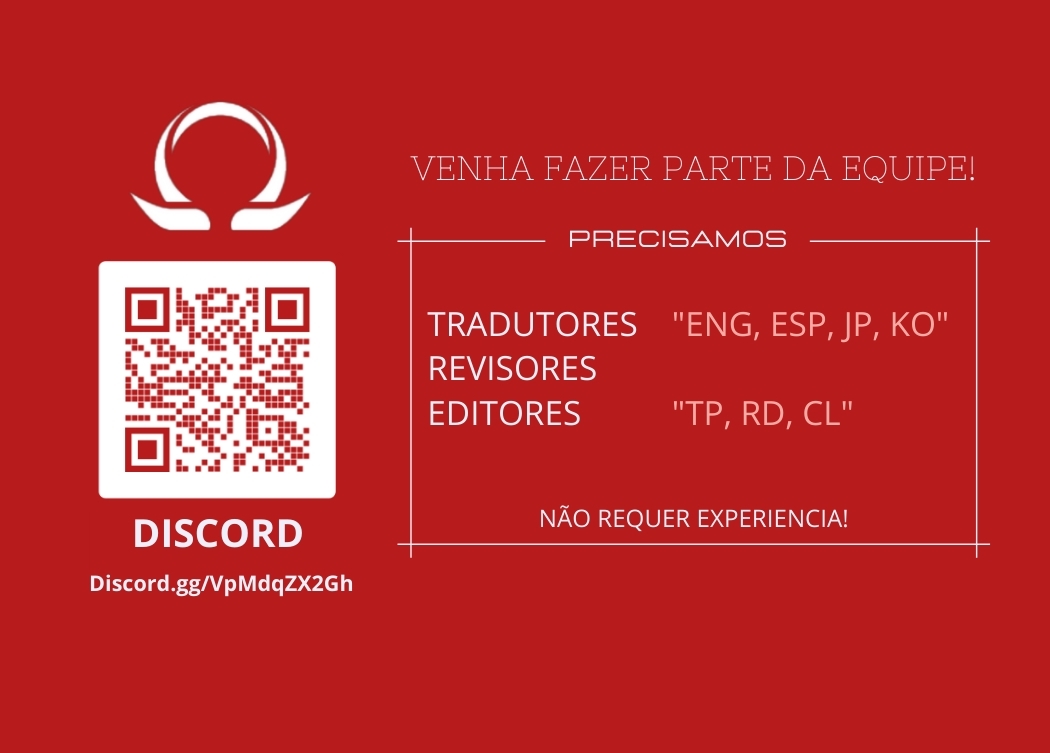 VENHA FAZER PARTE DA EQUIPE!
PRECISAMOS
TRADUTORES "ENG, ESP, JP, KO"
REVISORES
EDITORES "TP, RD, CL"
NÃO REQUER EXPERIENCIA!
DISCORD
Discord.gg/VpMdqZX2Gh